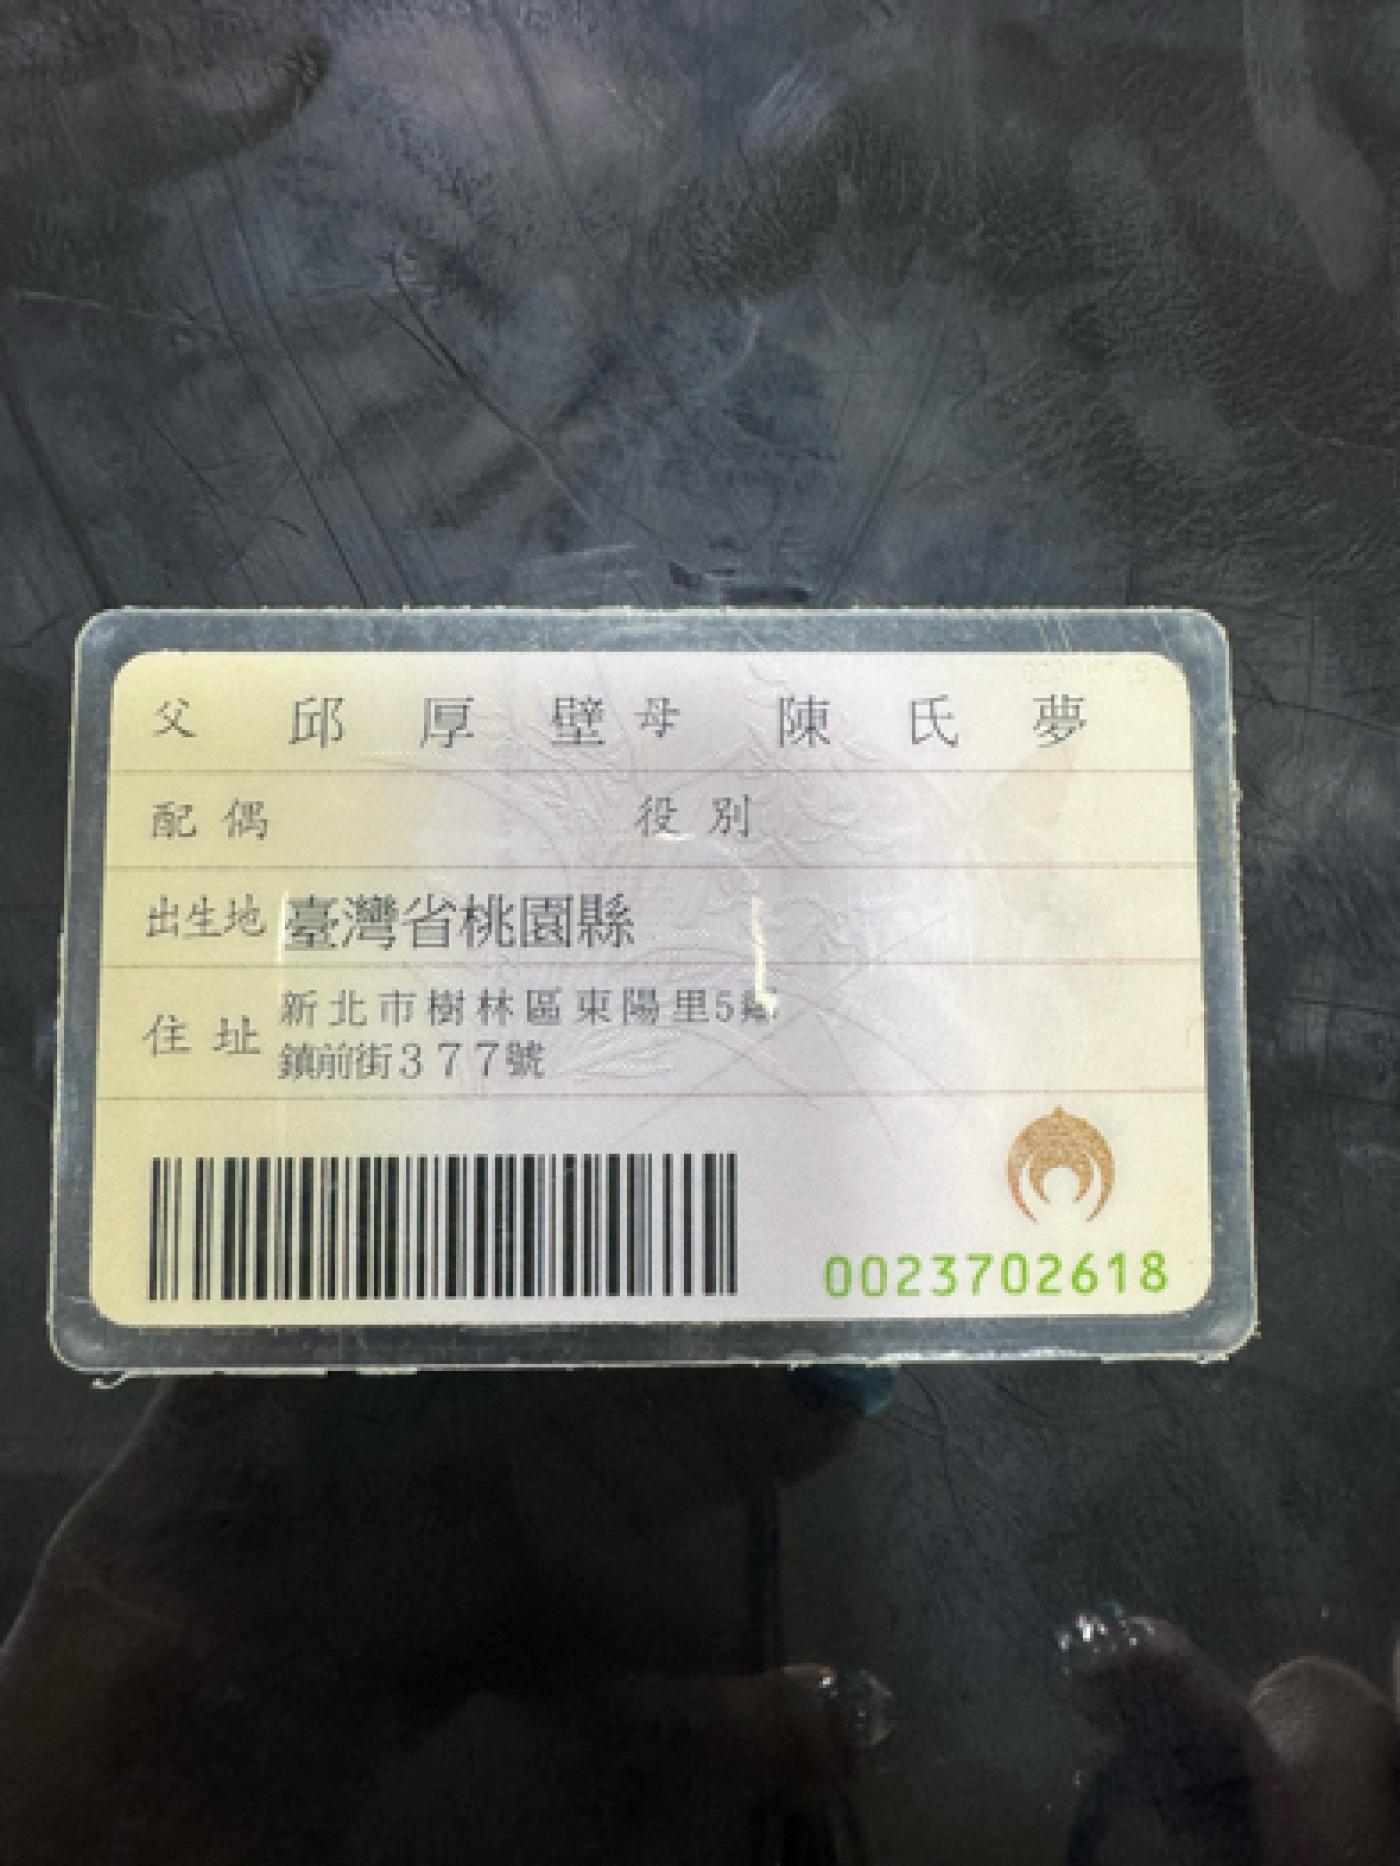 父 邱厚壁 母 陳氏夢
配偶 役別
出生地 臺灣省桃園縣
住址 新北市樹林區東陽里5鄰
鎮前街377號
0023702618